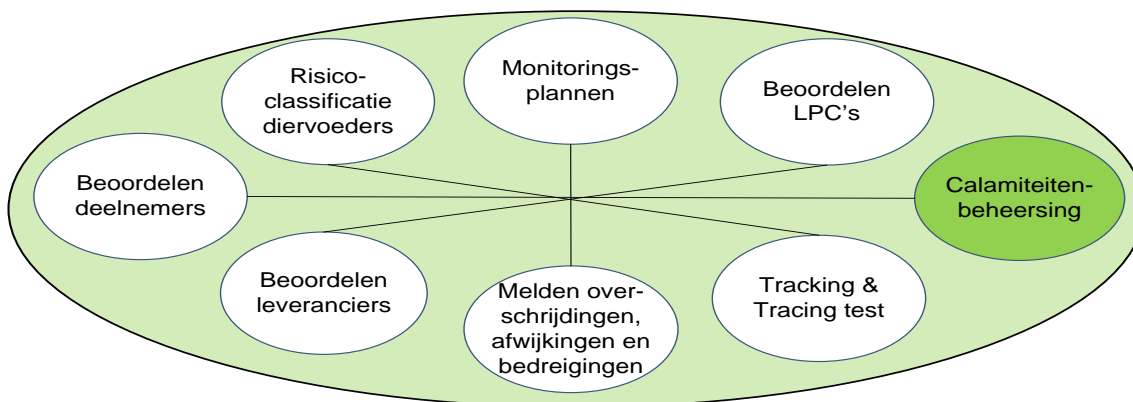 Risico-
classificatie
diervoeders
Monitorings-
plannen
Beoordelen
LPC's
Beoordelen
deelnemers
Calamiteiten-
beheersing
Beoordelen
leveranciers
Melden over-
schrijdingen,
afwijkingen en
bedreigingen
Tracking &
Tracing test